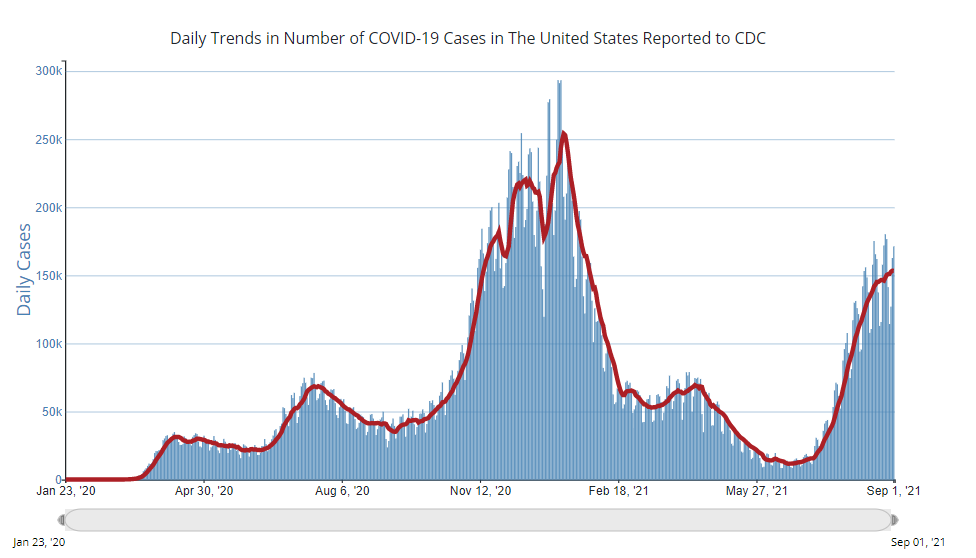 Daily Trends in Number of COVID-19 Cases in The United States Reported to CDC
300k
250k
200k
150k
100k
50k
0
Daily Cases
Jan 23, '20 Apr 30, '20 Aug 6, '20 Nov 12, '20 Feb 18, '21 May 27, '21 Sep 1, '21
Jan 23, '20 Sep 01, '21